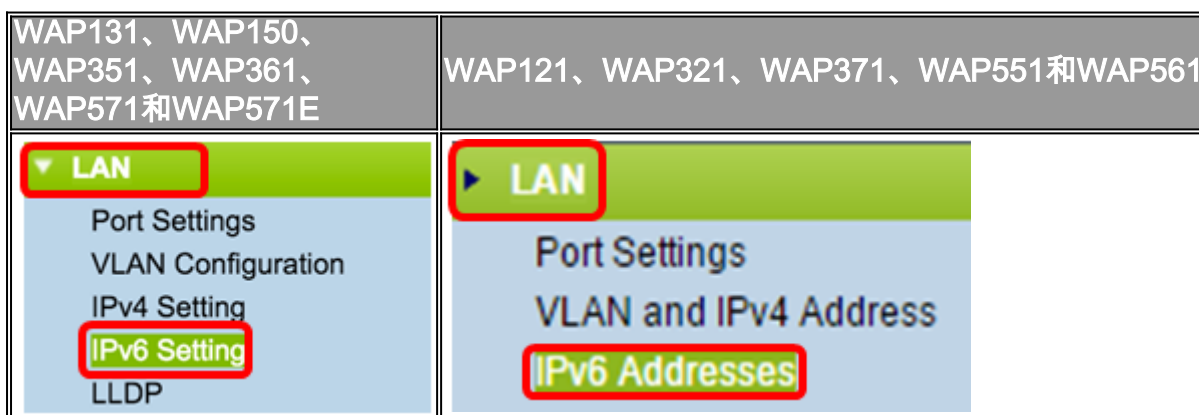 WAP131、WAP150、
WAP351、WAP361、
WAP571和WAP571E
WAP121、WAP321、WAP371、WAP551和WAP561
LAN
Port Settings
VLAN Configuration
IPv4 Setting
IPv6 Setting
LLDP
LAN
Port Settings
VLAN and IPv4 Address
IPv6 Addresses